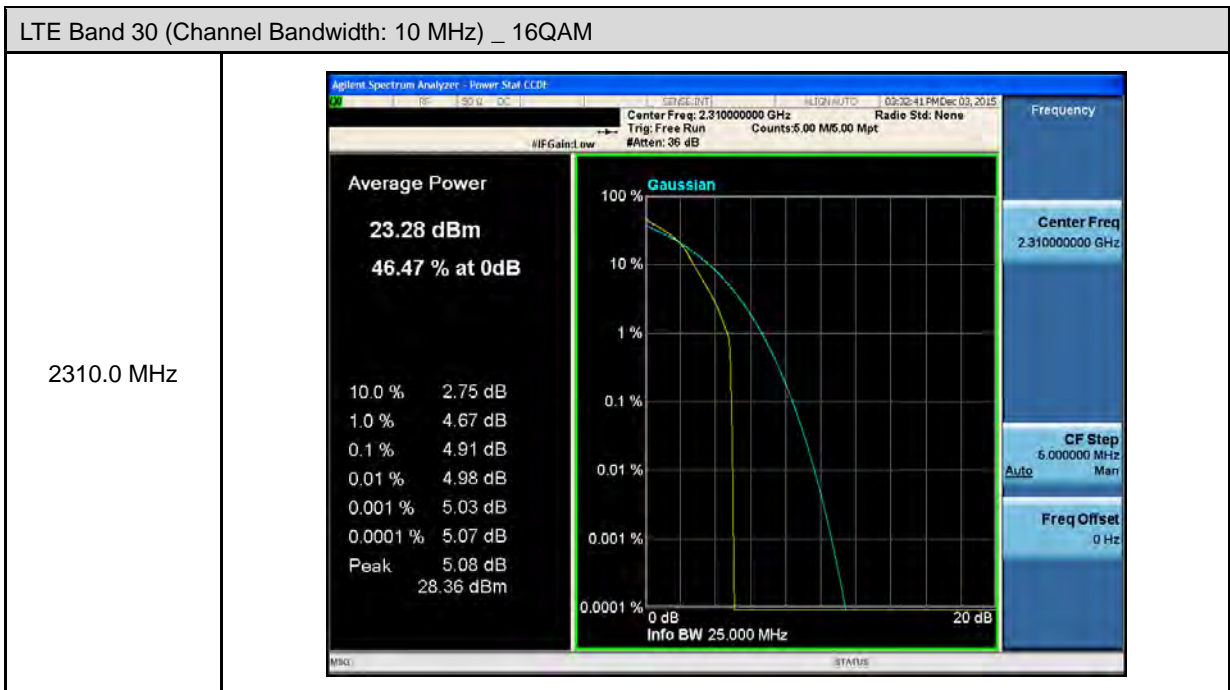 LTE Band 30 (Channel Bandwidth: 10 MHz) _ 16QAM
2310.0 MHz
Agilent Spectrum Analyzer - Power Stat CCDF
RF 50 Ω DC SENSE:INT ALIGN AUTO 03:32:41 PM Dec 03, 2015
Center Freq: 2.310000000 GHz Radio Std: None
Trig: Free Run Counts:5.00 M/5.00 Mpt
#IFGain:Low #Atten: 36 dB
Frequency
Average Power
23.28 dBm
46.47 % at 0dB
10.0 % 2.75 dB
1.0 % 4.67 dB
0.1 % 4.91 dB
0.01 % 4.98 dB
0.001 % 5.03 dB
0.0001 % 5.07 dB
Peak 5.08 dB
28.36 dBm
Gaussian
100 %
10 %
1 %
0.1 %
0.01 %
0.001 %
0.0001 %
0 dB 20 dB
Info BW 25.000 MHz
Center Freq
2.310000000 GHz
CF Step
5.000000 MHz
Auto Man
Freq Offset
0 Hz
MSG STATUS